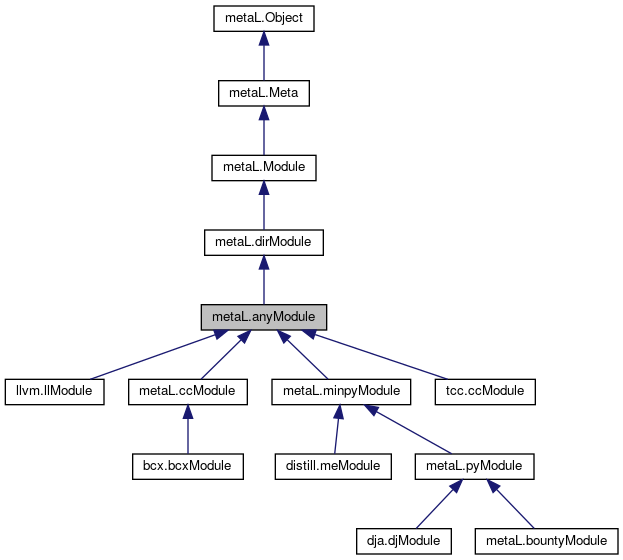 metaL.Object
metaL.Meta
metaL.Module
metaL.dirModule
metaL.anyModule
llvm.llModule
metaL.ccModule
metaL.minpyModule
tcc.ccModule
bcx.bcxModule
distill.meModule
metaL.pyModule
dja.djModule
metaL.bountyModule